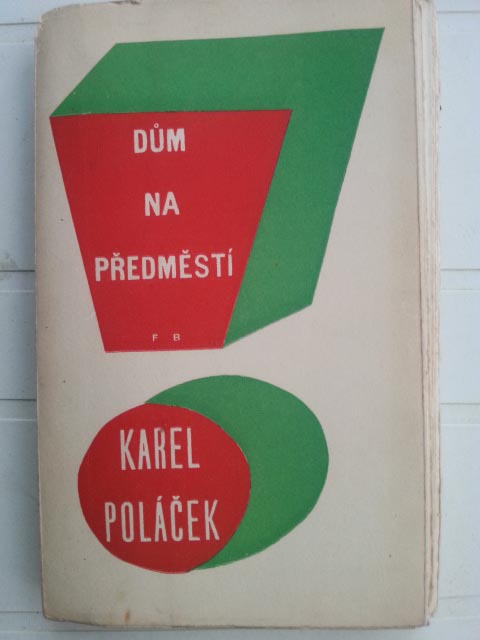 DŮM
NA
PŘEDMĚSTÍ
F B
KAREL
POLÁČEK